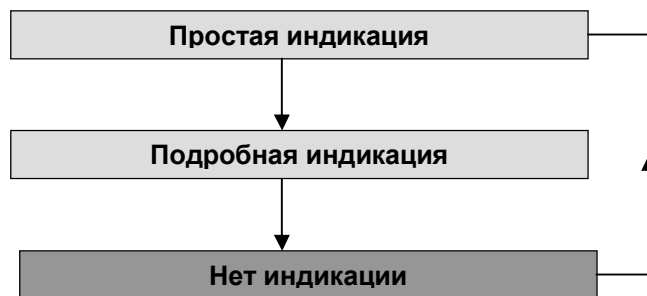 Простая индикация
Подробная индикация
Нет индикации